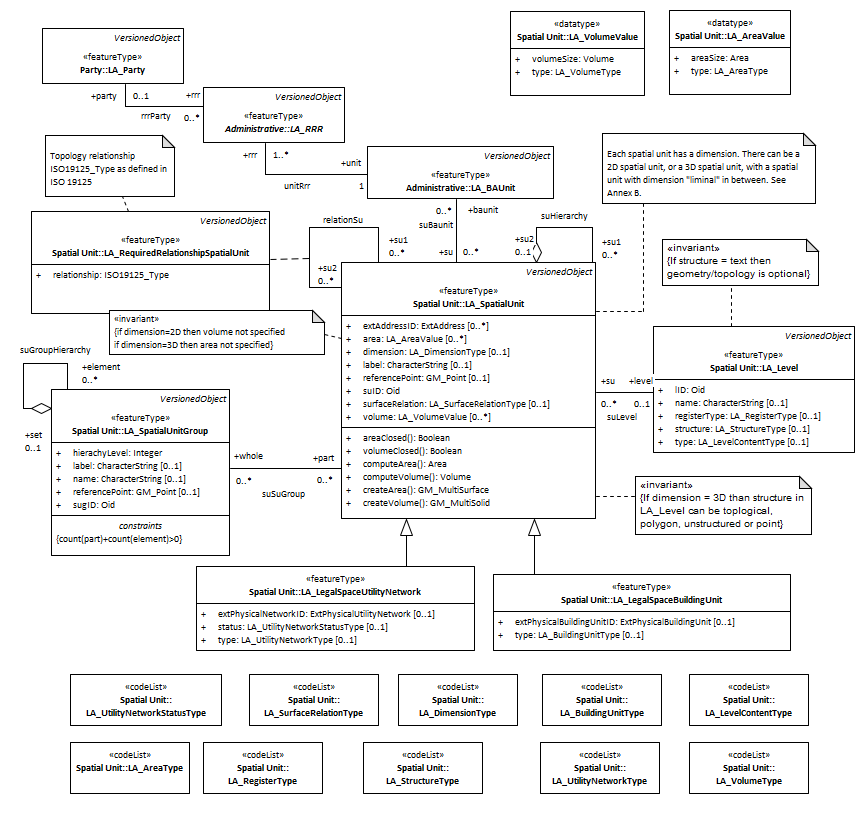 VersionedObject
«featureType»
Party::LA_Party
+party
0..1
+rrr
rrrParty
0..*
VersionedObject
«featureType»
Administrative::LA_RRR
+rrr
1..*
+unit
unitRrr
1
VersionedObject
«featureType»
Administrative::LA_BAUnit
«datatype»
Spatial Unit::LA_VolumeValue
+ volumeSize: Volume
+ type: LA_VolumeType
«datatype»
Spatial Unit::LA_AreaValue
+ areaSize: Area
+ type: LA_AreaType
Topology relationship
ISO19125_Type as defined in
ISO 19125
Each spatial unit has a dimension. There can be a
2D spatial unit, or a 3D spatial unit, with a spatial
unit with dimension "liminal" in between. See
Annex B.
VersionedObject
«featureType»
Spatial Unit::LA_RequiredRelationshipSpatialUnit
+ relationship: ISO19125_Type
relationSu
+su1
0..*
+su2
0..*
0..*
+baunit
suBaunit
+su
0..*
suHierarchy
+su2
0..1
+su1
0..*
«invariant»
{If structure = text then
geometry/topology is optional}
«invariant»
{if dimension=2D then volume not specified
if dimension=3D then area not specified}
VersionedObject
«featureType»
Spatial Unit::LA_SpatialUnit
+ extAddressID: ExtAddress [0..*]
+ area: LA_AreaValue [0..*]
+ dimension: LA_DimensionType [0..1]
+ label: CharacterString [0..1]
+ referencePoint: GM_Point [0..1]
+ suID: Oid
+ surfaceRelation: LA_SurfaceRelationType [0..1]
+ volume: LA_VolumeValue [0..*]
+ areaClosed(): Boolean
+ volumeClosed(): Boolean
+ computeArea(): Area
+ computeVolume(): Volume
+ createArea(): GM_MultiSurface
+ createVolume(): GM_MultiSolid
+su
+level
0..*
0..1
suLevel
VersionedObject
«featureType»
Spatial Unit::LA_Level
+ lID: Oid
+ name: CharacterString [0..1]
+ registerType: LA_RegisterType [0..1]
+ structure: LA_StructureType [0..1]
+ type: LA_LevelContentType [0..1]
suGroupHierarchy
+element
0..*
+set
0..1
VersionedObject
«featureType»
Spatial Unit::LA_SpatialUnitGroup
+ hierachyLevel: Integer
+ label: CharacterString [0..1]
+ name: CharacterString [0..1]
+ referencePoint: GM_Point [0..1]
+ sugID: Oid
constraints
{count(part)+count(element)>0}
+whole
+part
0..*
0..*
suSuGroup
«invariant»
{If dimension = 3D than structure in
LA_Level can be toplogical,
polygon, unstructured or point}
«featureType»
Spatial Unit::LA_LegalSpaceUtilityNetwork
+ extPhysicalNetworkID: ExtPhysicalUtilityNetwork [0..1]
+ status: LA_UtilityNetworkStatusType [0..1]
+ type: LA_UtilityNetworkType [0..1]
«featureType»
Spatial Unit::LA_LegalSpaceBuildingUnit
+ extPhysicalBuildingUnitID: ExtPhysicalBuildingUnit [0..1]
+ type: LA_BuildingUnitType [0..1]
«codeList»
Spatial Unit::
LA_UtilityNetworkStatusType
«codeList»
Spatial Unit::
LA_SurfaceRelationType
«codeList»
Spatial Unit::
LA_DimensionType
«codeList»
Spatial Unit::
LA_BuildingUnitType
«codeList»
Spatial Unit::
LA_LevelContentType
«codeList»
Spatial Unit::LA_AreaType
«codeList»
Spatial Unit::
LA_RegisterType
«codeList»
Spatial Unit::
LA_StructureType
«codeList»
Spatial Unit::
LA_UtilityNetworkType
«codeList»
Spatial Unit::
LA_VolumeType